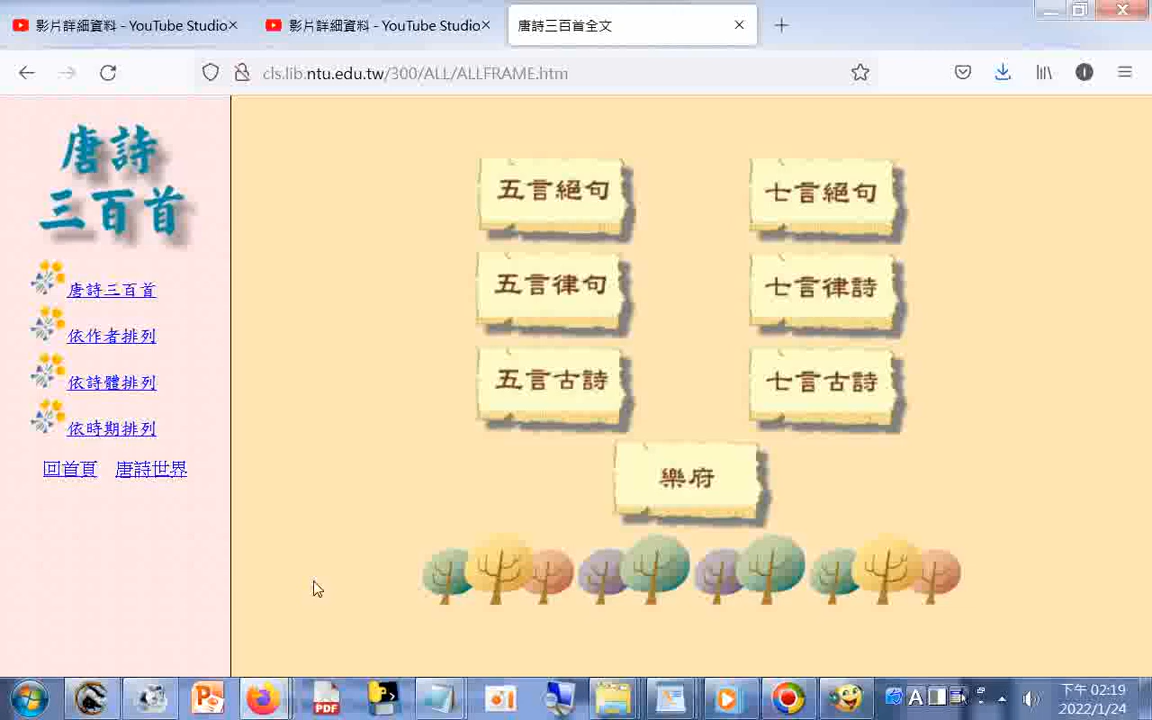 影片詳細資料 - YouTube Studio
影片詳細資料 - YouTube Studio
唐詩三百首全文
cls.lib.ntu.edu.tw/300/ALL/ALLFRAME.htm
唐詩
三百首
唐詩三百首
依作者排列
依詩體排列
依時期排列
回首頁 唐詩世界
五言絕句 七言絕句
五言律句 七言律詩
五言古詩 七言古詩
樂府
PDF
A
下午 02:19
2022/1/24